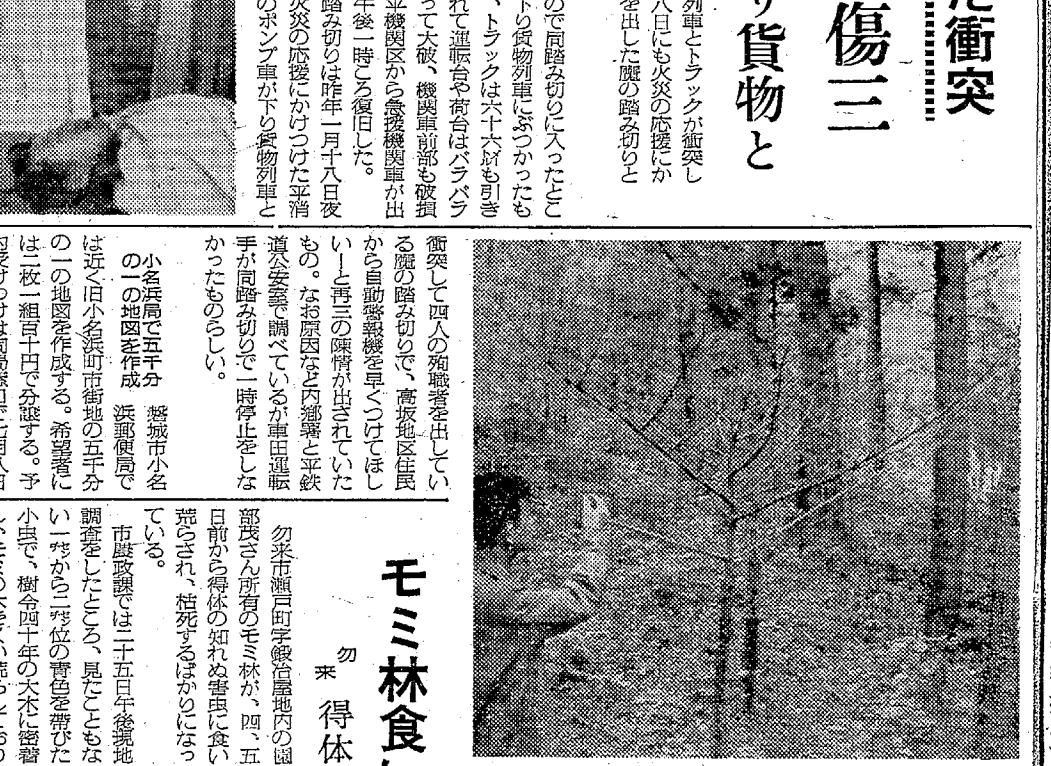 衝突
傷三
貨物と
列車とトラックが衝突し
八日にも火災の応援にか
を出した魔の踏み切りと
ので同踏み切りに入ったとこ
下り貨物列車にぶつかったも
、トラックは六十六㍍も引き
れて運転台や荷台はバラバラ
って大破、機関車前部も破損
平機関区から急援機関車が出
午後一時ころ復旧した。
踏み切りは昨年一月十八日夜
火災の応援にかけつけた平消
のポンプ車が下り貨物列車と
衝突して四人の殉職者を出してい
る魔の踏み切りで、高坂地区住民
から自動警報機を早くつけてほし
い―と再三の陳情が出されていた
もの。なお原因など内郷署と平鉄
道公安室で調べているが車田運転
手が同踏み切りで一時停止をしな
かったものらしい。
小名浜局で五千分
の一の地図を作成
磐城市小名
浜郵便局で
は近く旧小名浜町市街地の五千分
の一の地図を作成する。希望者に
は二枚一組百十円で分譲する。予
モミ林食
勿来
得体
勿来市瀬戸町字鍛冶屋地内の園
部茂さん所有のモミ林が、四、五
日前から得体の知れぬ害虫に食い
荒らされ、枯死するばかりになっ
ている。
市農政課では二十五日午後現地
調査をしたところ、見たこともな
い一㌢から二㌢位の青色を帯びた
小虫で、樹令四十年の大木に密着